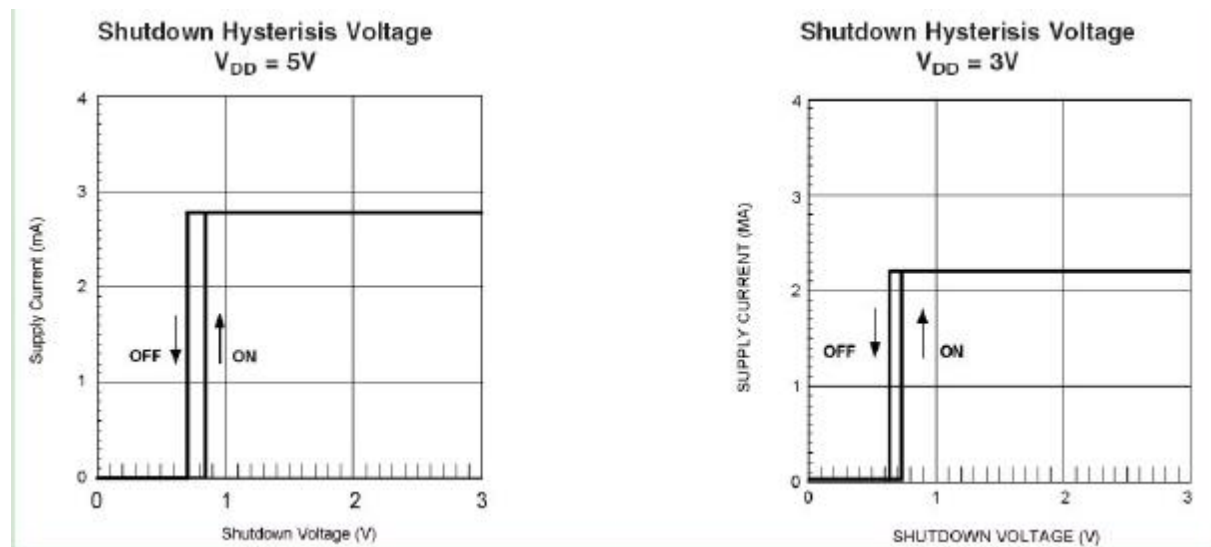 Shutdown Hysterisis Voltage
V_DD = 5V
4
3
2
1
0
Supply Current (mA)
OFF
ON
0
1
2
3
Shutdown Voltage (V)
Shutdown Hysterisis Voltage
V_DD = 3V
4
3
2
1
0
SUPPLY CURRENT (MA)
OFF
ON
0
1
2
3
SHUTDOWN VOLTAGE (V)